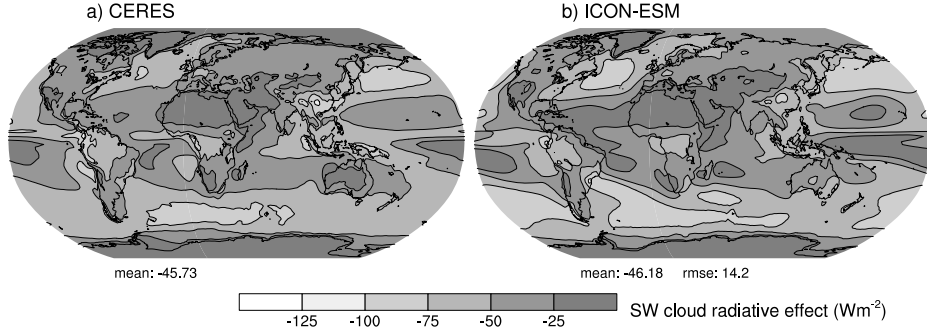 a) CERES
b) ICON-ESM
mean: -45.73
mean: -46.18 rmse: 14.2
-125 -100 -75 -50 -25
SW cloud radiative effect (Wm⁻²)